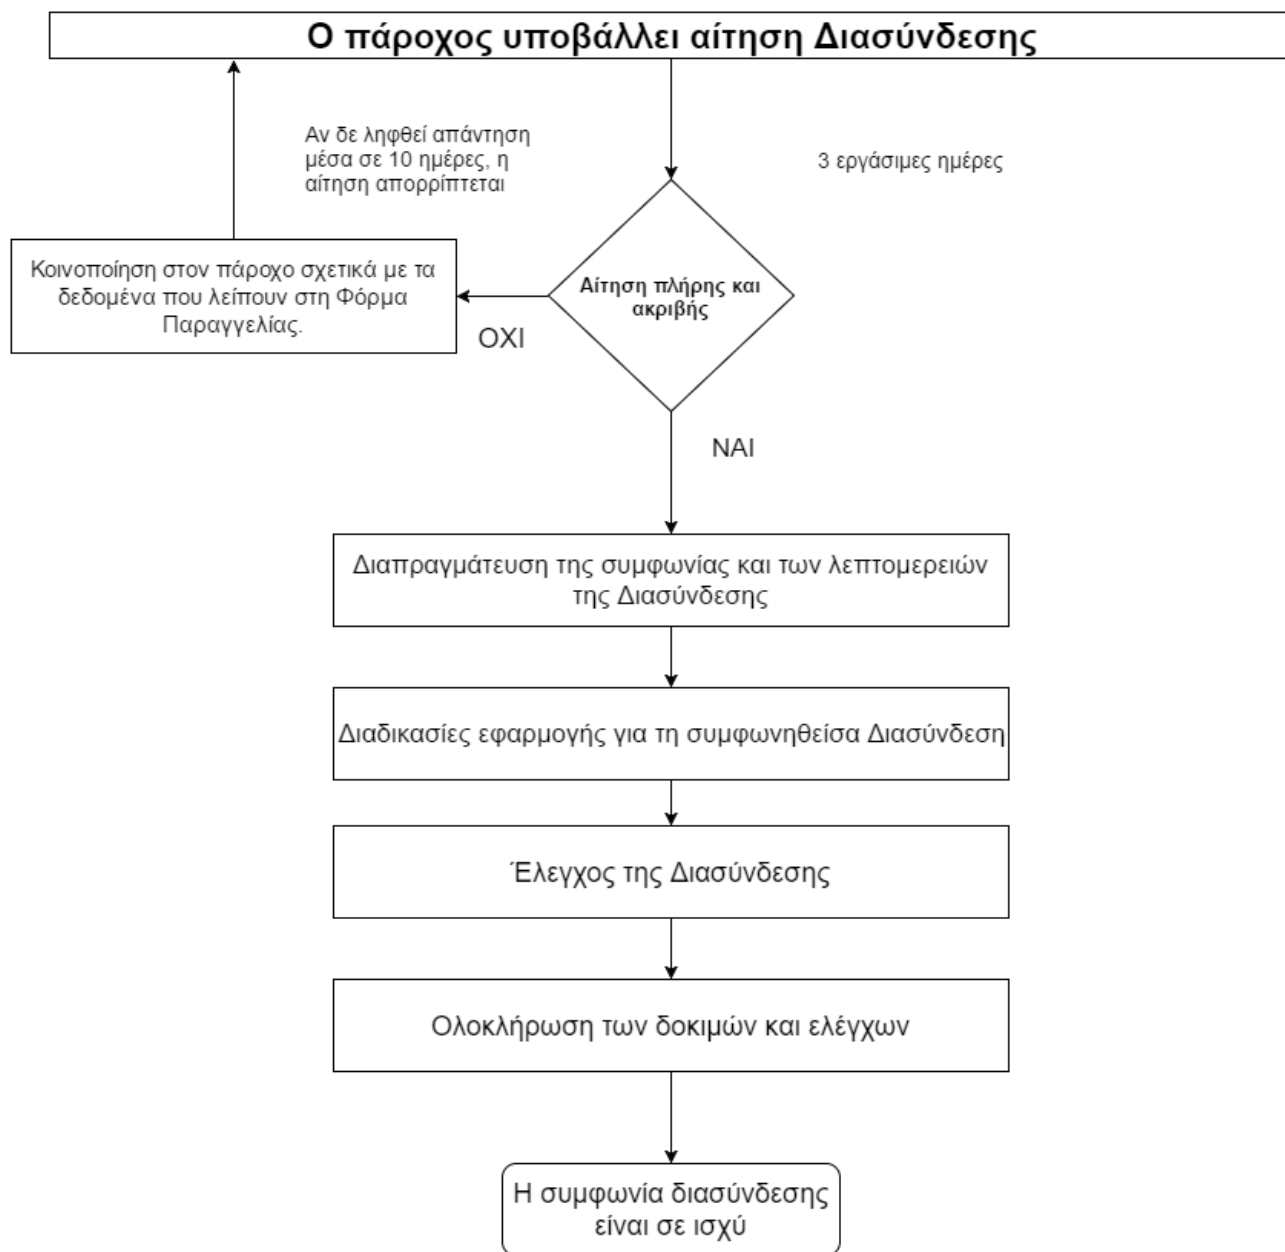 Ο πάροχος υποβάλλει αίτηση Διασύνδεσης
Αν δε ληφθεί απάντηση
μέσα σε 10 ημέρες, η
αίτηση απορρίπτεται
3 εργάσιμες ημέρες
Κοινοποίηση στον πάροχο σχετικά με τα
δεδομένα που λείπουν στη Φόρμα
Παραγγελίας.
Αίτηση πλήρης και
ακριβής
ΟΧΙ
ΝΑΙ
Διαπραγμάτευση της συμφωνίας και των λεπτομερειών
της Διασύνδεσης
Διαδικασίες εφαρμογής για τη συμφωνηθείσα Διασύνδεση
Έλεγχος της Διασύνδεσης
Ολοκλήρωση των δοκιμών και ελέγχων
Η συμφωνία διασύνδεσης
είναι σε ισχύ